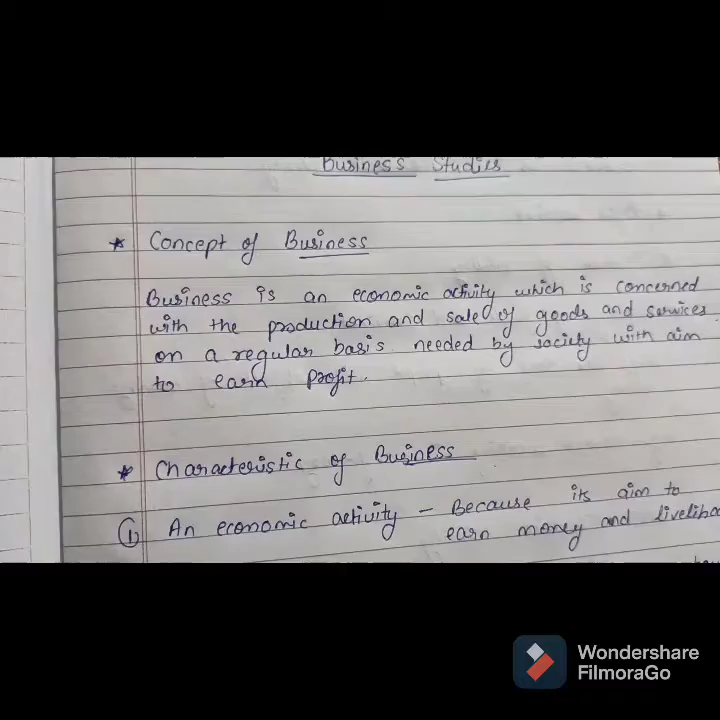 Business Studies
* Concept of Business
Business is an economic activity which is concerned
with the production and sale of goods and services
on a regular basis needed by society with aim
to earn profit.
* Characteristic of Business
① An economic activity - Because its aim to
earn money and
Wondershare
FilmoraGo